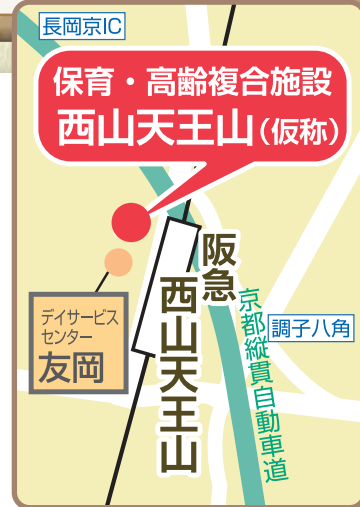 長岡京IC
保育・高齢複合施設
西山天王山(仮称)
阪急
西山天王山
京都縦貫自動車道
調子八角
デイサービス
センター
友岡